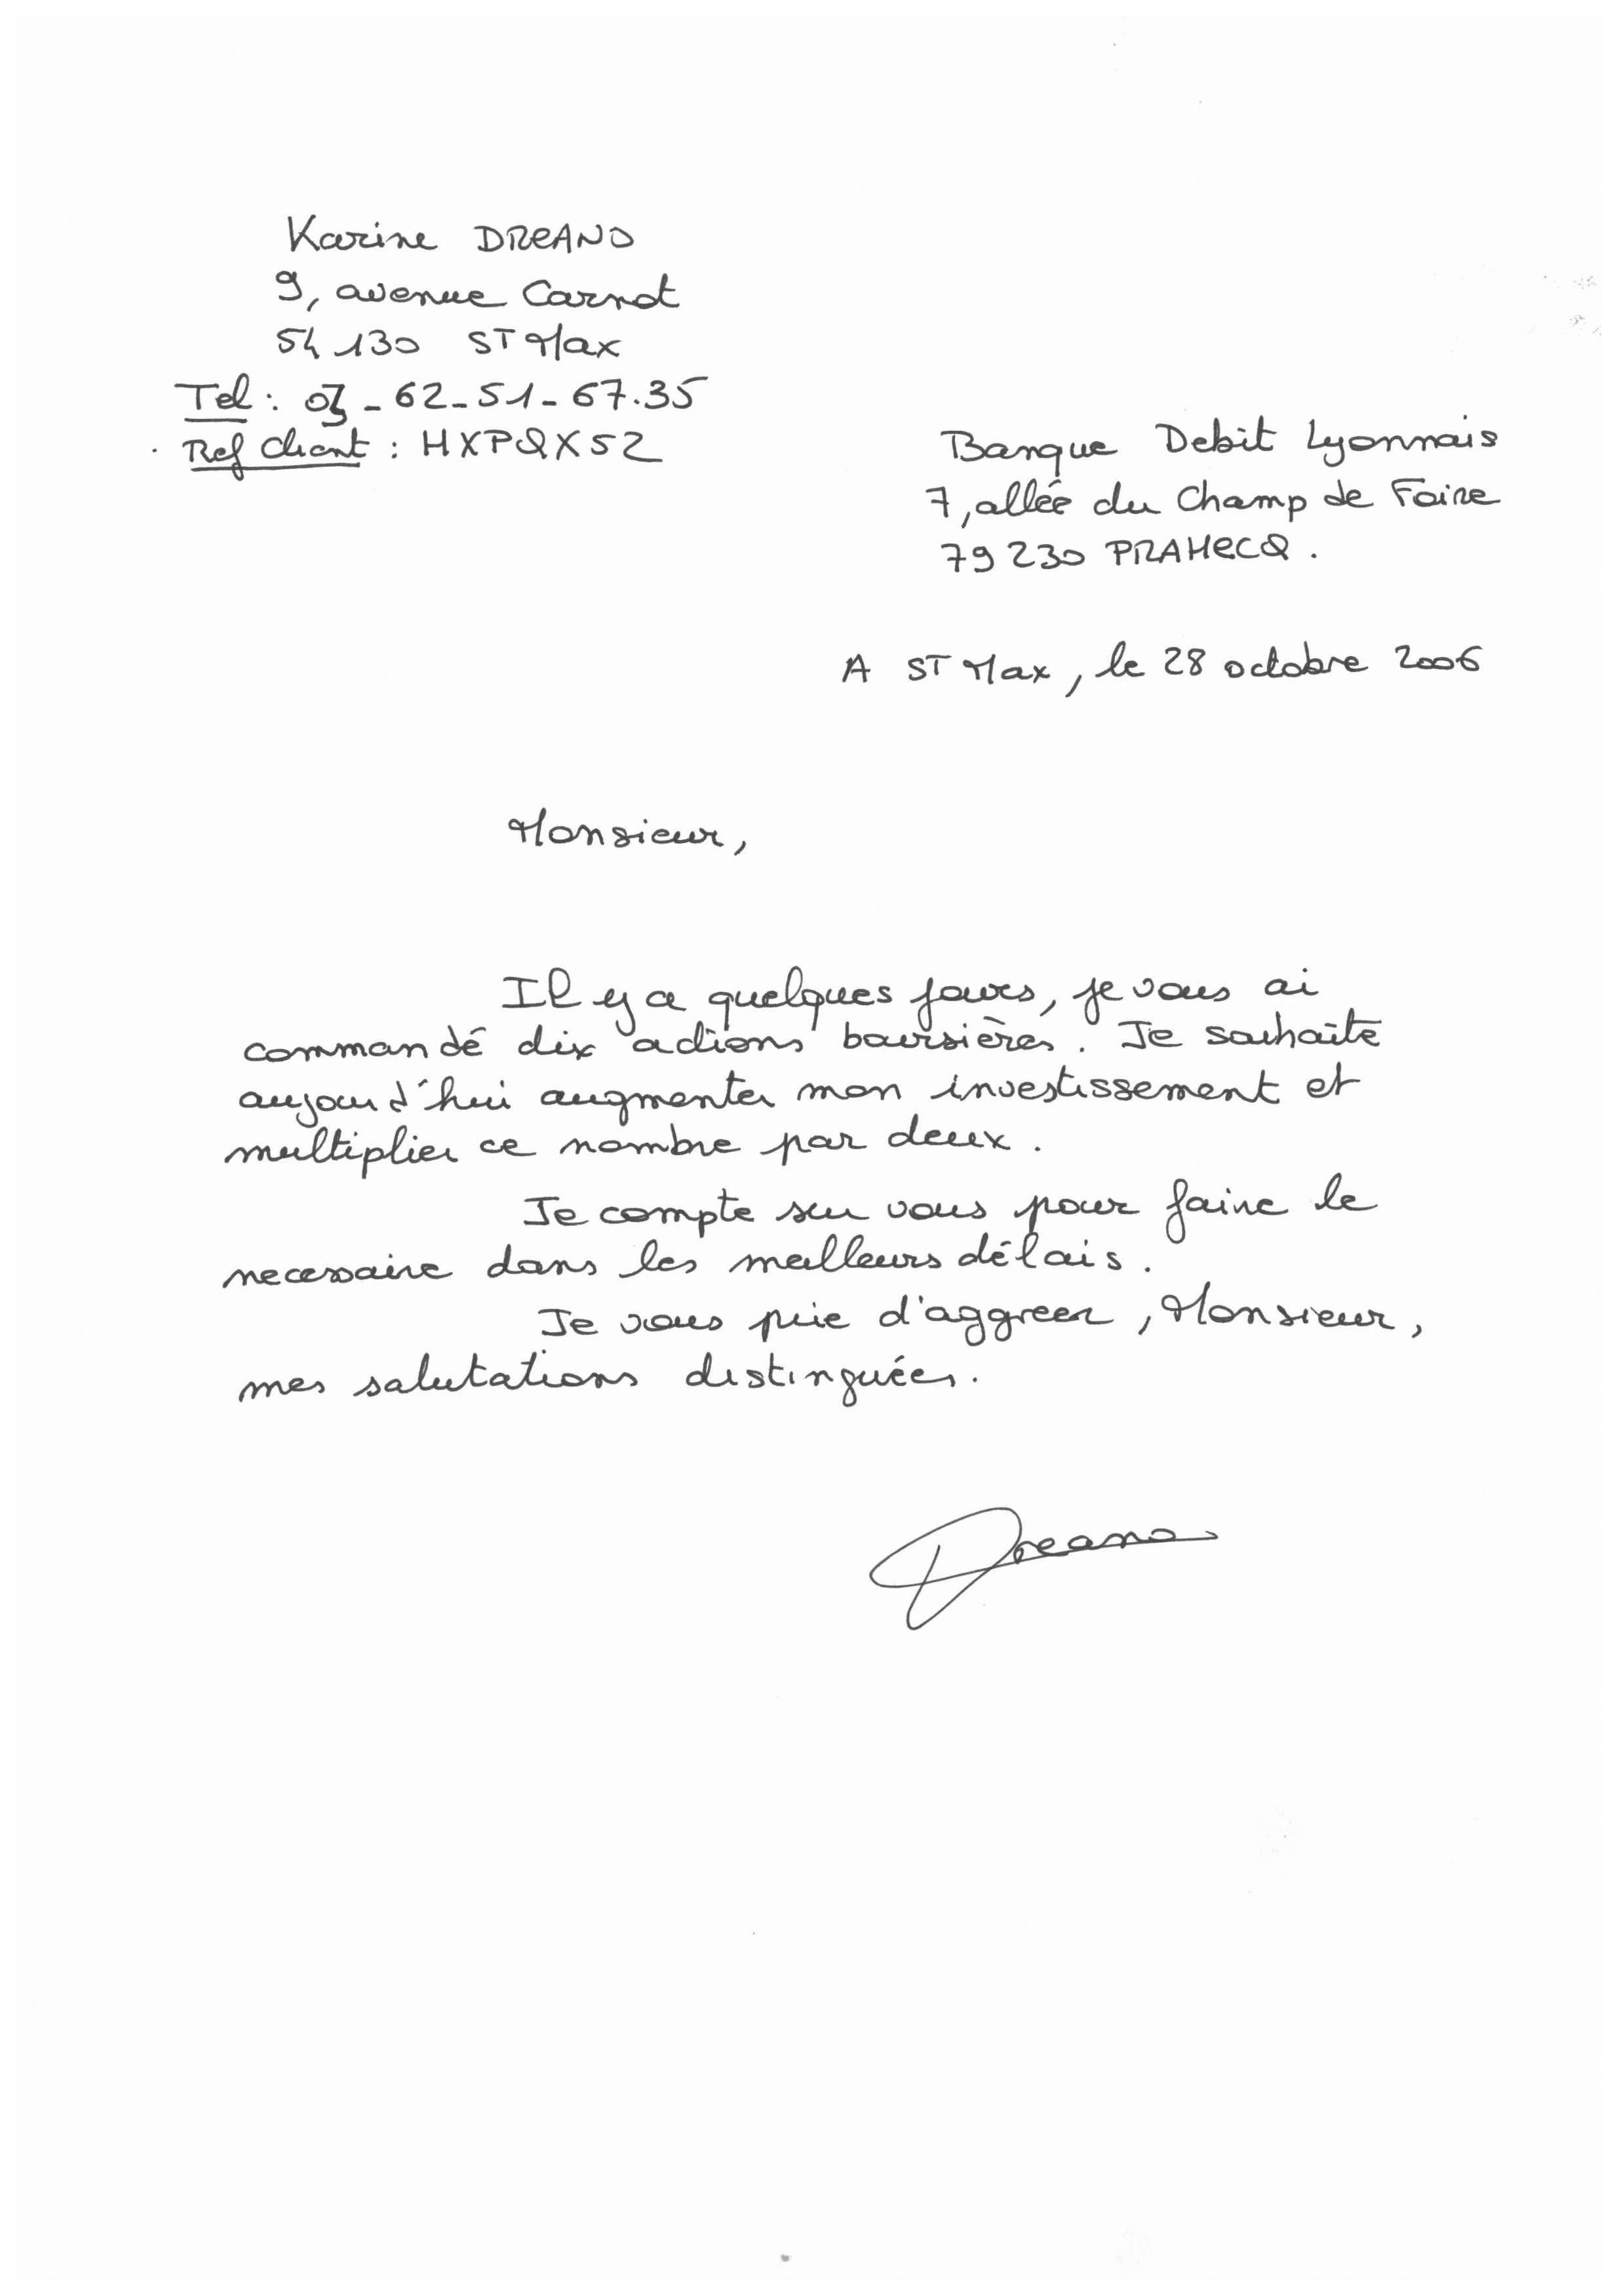 Karine DREANO
9, avenue Carnot
54 130 ST Max
Tel : 03 - 62 - 51 - 67.35
Ref Client : HXPQX52
Banque Debit Lyonnais
7, allée du Champ de Foire
79 230 PRAHECQ.
A ST Max, le 28 octobre 2006
Monsieur,
Il y a quelques jours, je vous ai
commandé dix actions boursières. Je souhaite
aujourd'hui augmenter mon investissement et
multiplier ce nombre par deux.
Je compte sur vous pour faire le
necessaire dans les meilleurs délais.
Je vous prie d'aggreer, Monsieur,
mes salutations distinguées.
Dreano